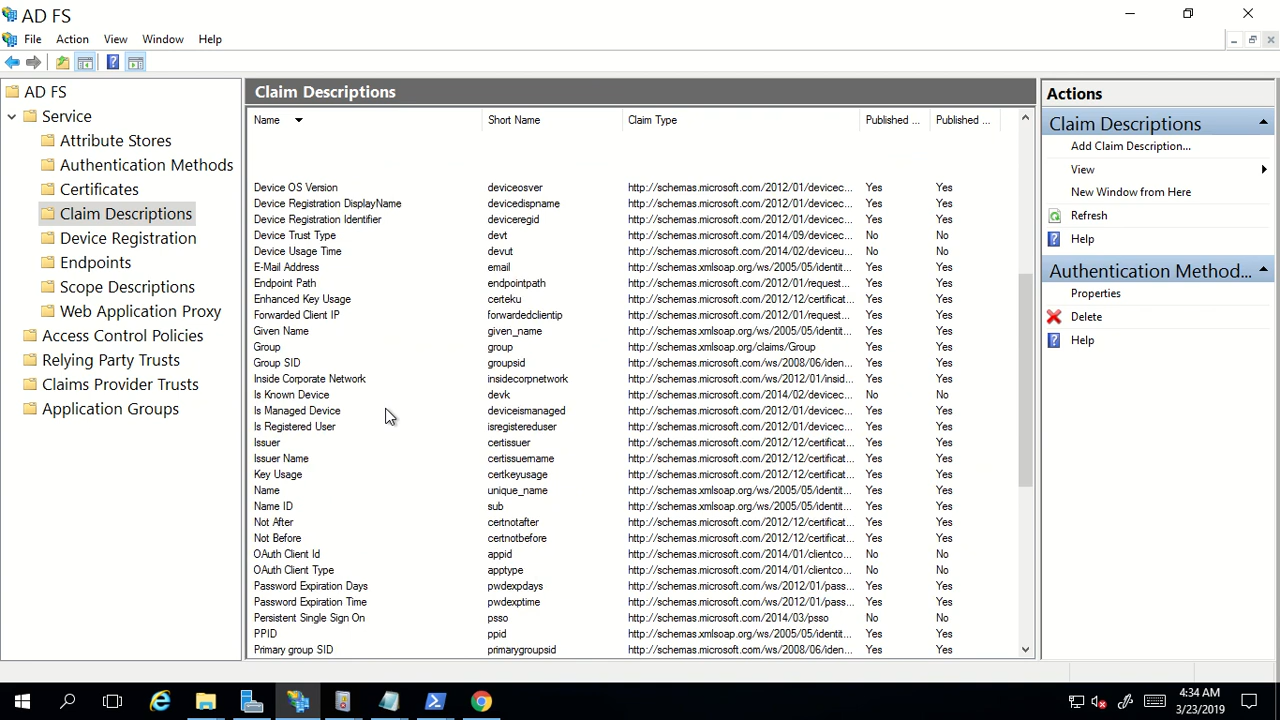 AD FS
File Action View Window Help
AD FS
Service
Attribute Stores
Authentication Methods
Certificates
Claim Descriptions
Device Registration
Endpoints
Scope Descriptions
Web Application Proxy
Access Control Policies
Relying Party Trusts
Claims Provider Trusts
Application Groups
Claim Descriptions
Name Short Name Claim Type Published ... Published ...
Device OS Version deviceosver http://schemas.microsoft.com/2012/01/devicec... Yes Yes
Device Registration DisplayName devicedispname http://schemas.microsoft.com/2012/01/devicec... Yes Yes
Device Registration Identifier deviceregid http://schemas.microsoft.com/2012/01/devicec... Yes Yes
Device Trust Type devt http://schemas.microsoft.com/2014/09/devicec... No No
Device Usage Time devut http://schemas.microsoft.com/2014/02/deviceu... No No
E-Mail Address email http://schemas.xmlsoap.org/ws/2005/05/identit... Yes Yes
Endpoint Path endpointpath http://schemas.microsoft.com/2012/01/request... Yes Yes
Enhanced Key Usage certeku http://schemas.microsoft.com/2012/12/certificat... Yes Yes
Forwarded Client IP forwardedclientip http://schemas.microsoft.com/2012/01/request... Yes Yes
Given Name given_name http://schemas.xmlsoap.org/ws/2005/05/identit... Yes Yes
Group group http://schemas.xmlsoap.org/claims/Group Yes Yes
Group SID groupsid http://schemas.microsoft.com/ws/2008/06/iden... Yes Yes
Inside Corporate Network insidecorpnetwork http://schemas.microsoft.com/ws/2012/01/insid... Yes Yes
Is Known Device devk http://schemas.microsoft.com/2014/02/devicec... No No
Is Managed Device deviceismanaged http://schemas.microsoft.com/2012/01/devicec... Yes Yes
Is Registered User isregistereduser http://schemas.microsoft.com/2012/01/devicec... Yes Yes
Issuer certissuer http://schemas.microsoft.com/2012/12/certificat... Yes Yes
Issuer Name certissuername http://schemas.microsoft.com/2012/12/certificat... Yes Yes
Key Usage certkeyusage http://schemas.microsoft.com/2012/12/certificat... Yes Yes
Name unique_name http://schemas.xmlsoap.org/ws/2005/05/identit... Yes Yes
Name ID sub http://schemas.xmlsoap.org/ws/2005/05/identit... Yes Yes
Not After certnotafter http://schemas.microsoft.com/2012/12/certificat... Yes Yes
Not Before certnotbefore http://schemas.microsoft.com/2012/12/certificat... Yes Yes
OAuth Client Id appid http://schemas.microsoft.com/2014/01/clientco... No No
OAuth Client Type apptype http://schemas.microsoft.com/2014/01/clientco... No No
Password Expiration Days pwdexpdays http://schemas.microsoft.com/ws/2012/01/pass... Yes Yes
Password Expiration Time pwdexptime http://schemas.microsoft.com/ws/2012/01/pass... Yes Yes
Persistent Single Sign On psso http://schemas.microsoft.com/2014/03/psso No No
PPID ppid http://schemas.xmlsoap.org/ws/2005/05/identit... Yes Yes
Primary group SID primarygroupsid http://schemas.microsoft.com/ws/2008/06/iden... Yes Yes
Actions
Claim Descriptions
Add Claim Description...
View
New Window from Here
Refresh
Help
Authentication Method...
Properties
Delete
Help
4:34 AM
3/23/2019